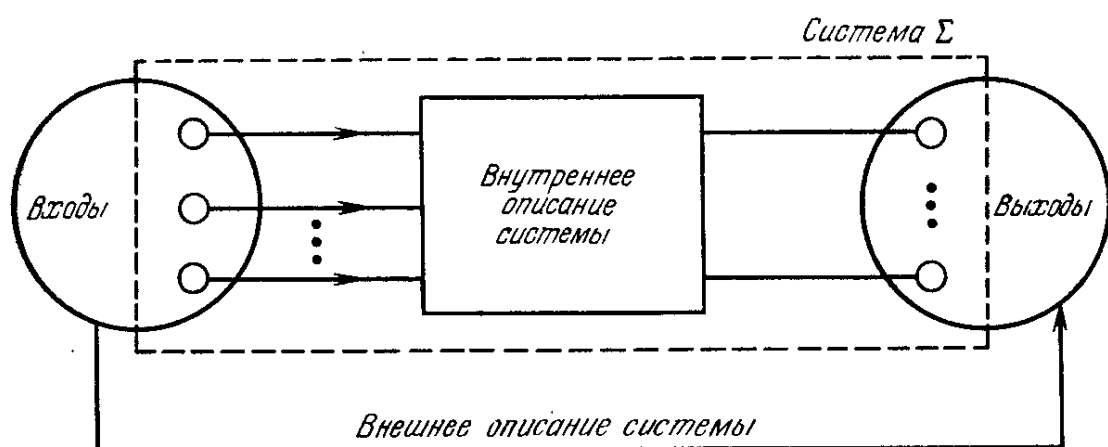 Система Σ
Входы
Внутреннее
описание
системы
Выходы
Внешнее описание системы